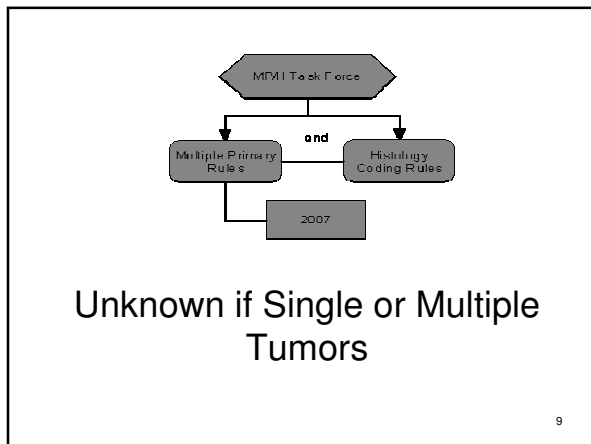 MP/H Task Force
and
Multiple Primary
Rules
Histology
Coding Rules
2007
Unknown if Single or Multiple
Tumors
9